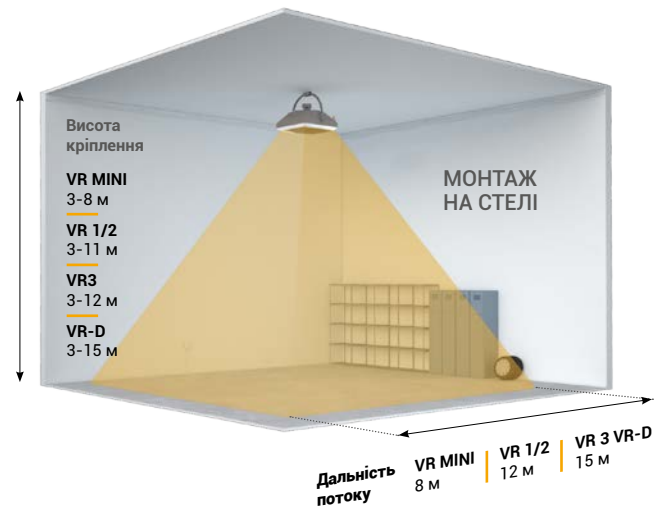 Висота
кріплення
VR MINI
3-8 м
VR 1/2
3-11 м
VR3
3-12 м
VR-D
3-15 м
МОНТАЖ
НА СТЕЛІ
Дальність
потоку
VR MINI
8 м
VR 1/2
12 м
VR 3 VR-D
15 м